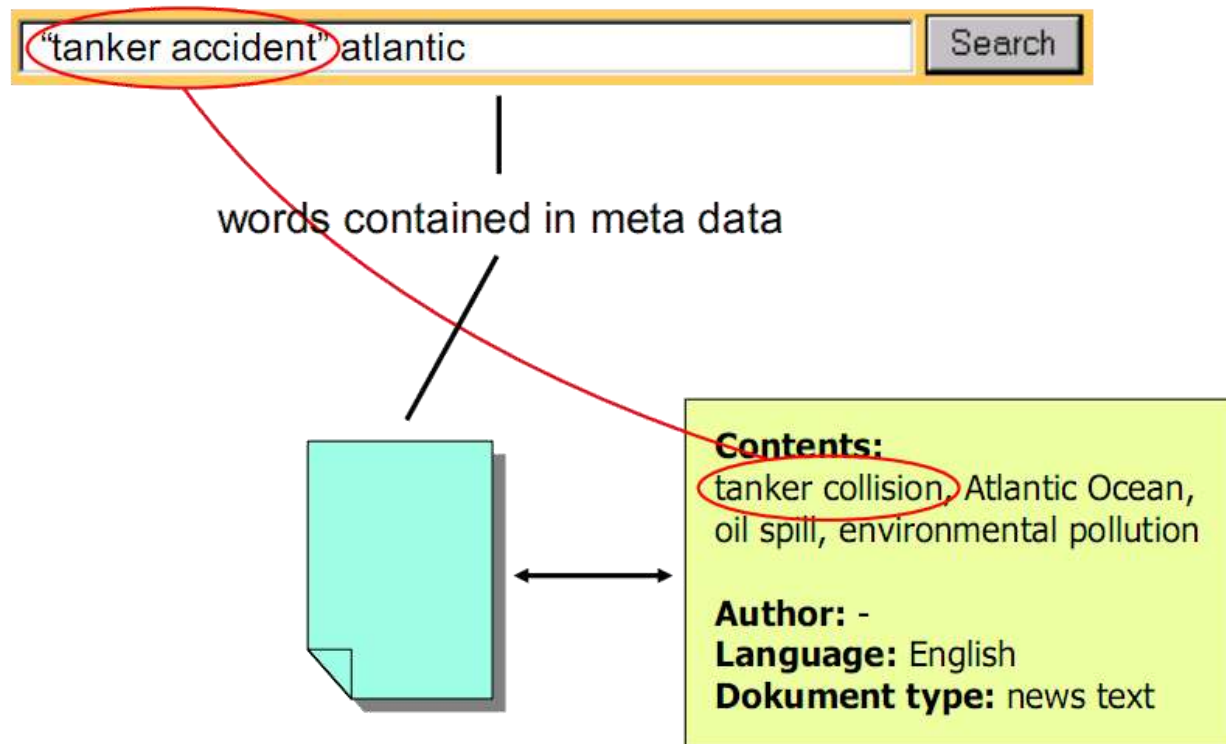 “tanker accident” atlantic
Search
words contained in meta data
Contents:
tanker collision, Atlantic Ocean,
oil spill, environmental pollution
Author: -
Language: English
Dokument type: news text